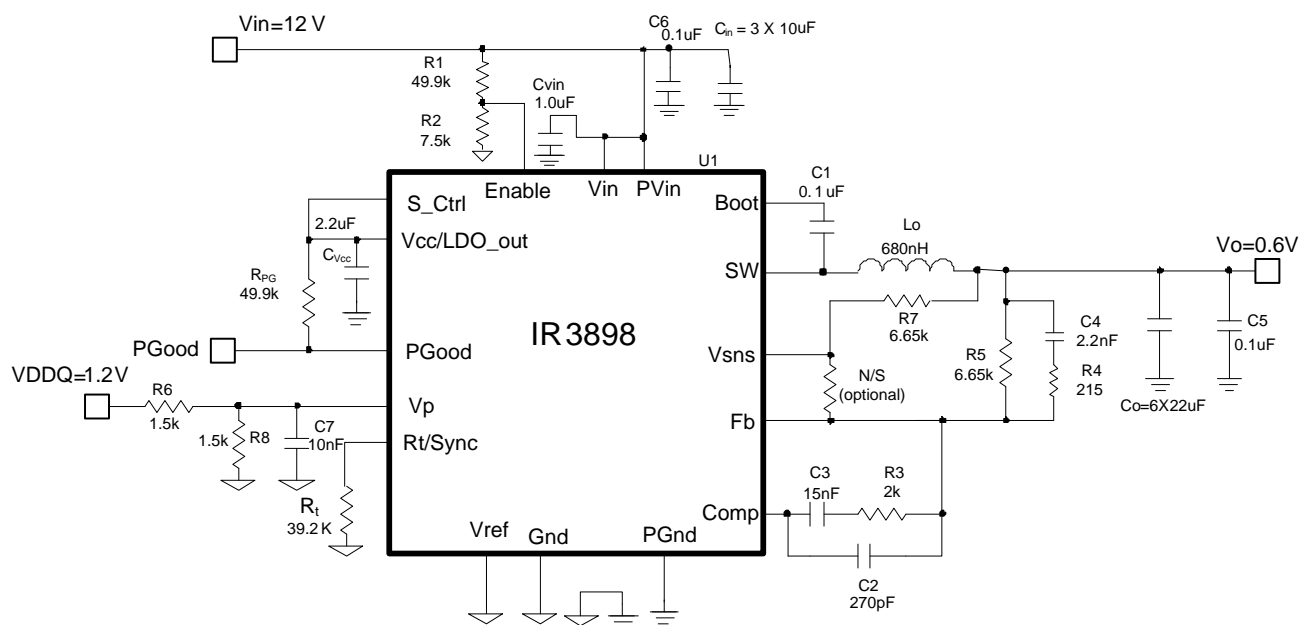 Vin=12 V
C6
0.1uF
Cin = 3 X 10uF
R1
49.9k
Cvin
1.0uF
R2
7.5k
U1
Enable
Vin
PVin
C1
0.1uF
S_Ctrl
Boot
2.2uF
Vcc/LDO_out
CVcc
Lo
680nH
SW
Vo=0.6V
RPG
49.9k
IR3898
R7
6.65k
C4
2.2nF
C5
0.1uF
PGood
PGood
Vsns
R5
6.65k
R4
215
VDDQ=1.2V
R6
1.5k
Vp
N/S
(optional)
Co=6X22uF
1.5k
R8
C7
10nF
Fb
Rt/Sync
C3
15nF
R3
2k
Rt
39.2K
Comp
Vref
Gnd
PGnd
C2
270pF